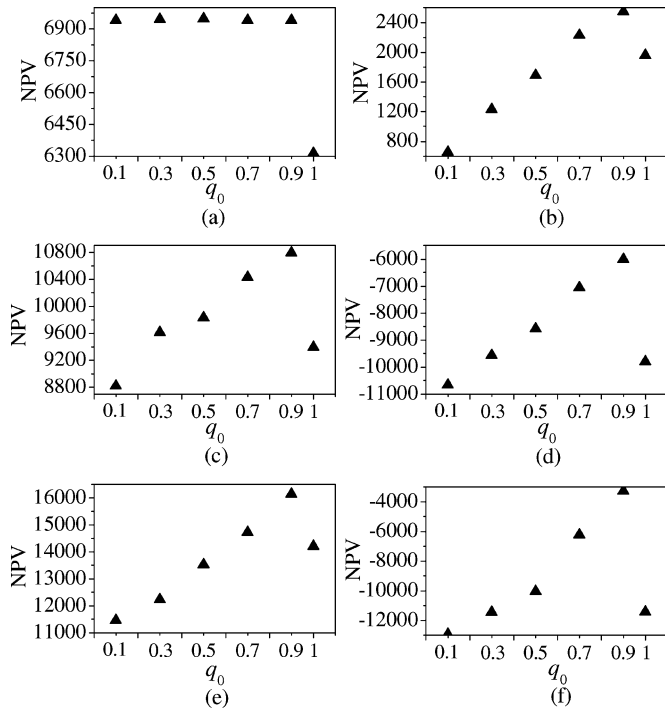 NPV
6900
6750
6600
6450
6300
0.1 0.3 0.5 0.7 0.9 1
q0
(a)
NPV
2400
2000
1600
1200
800
0.1 0.3 0.5 0.7 0.9 1
q0
(b)
NPV
10800
10400
10000
9600
9200
8800
0.1 0.3 0.5 0.7 0.9 1
q0
(c)
NPV
-6000
-7000
-8000
-9000
-10000
-11000
0.1 0.3 0.5 0.7 0.9 1
q0
(d)
NPV
16000
15000
14000
13000
12000
11000
0.1 0.3 0.5 0.7 0.9 1
q0
(e)
NPV
-4000
-6000
-8000
-10000
-12000
0.1 0.3 0.5 0.7 0.9 1
q0
(f)